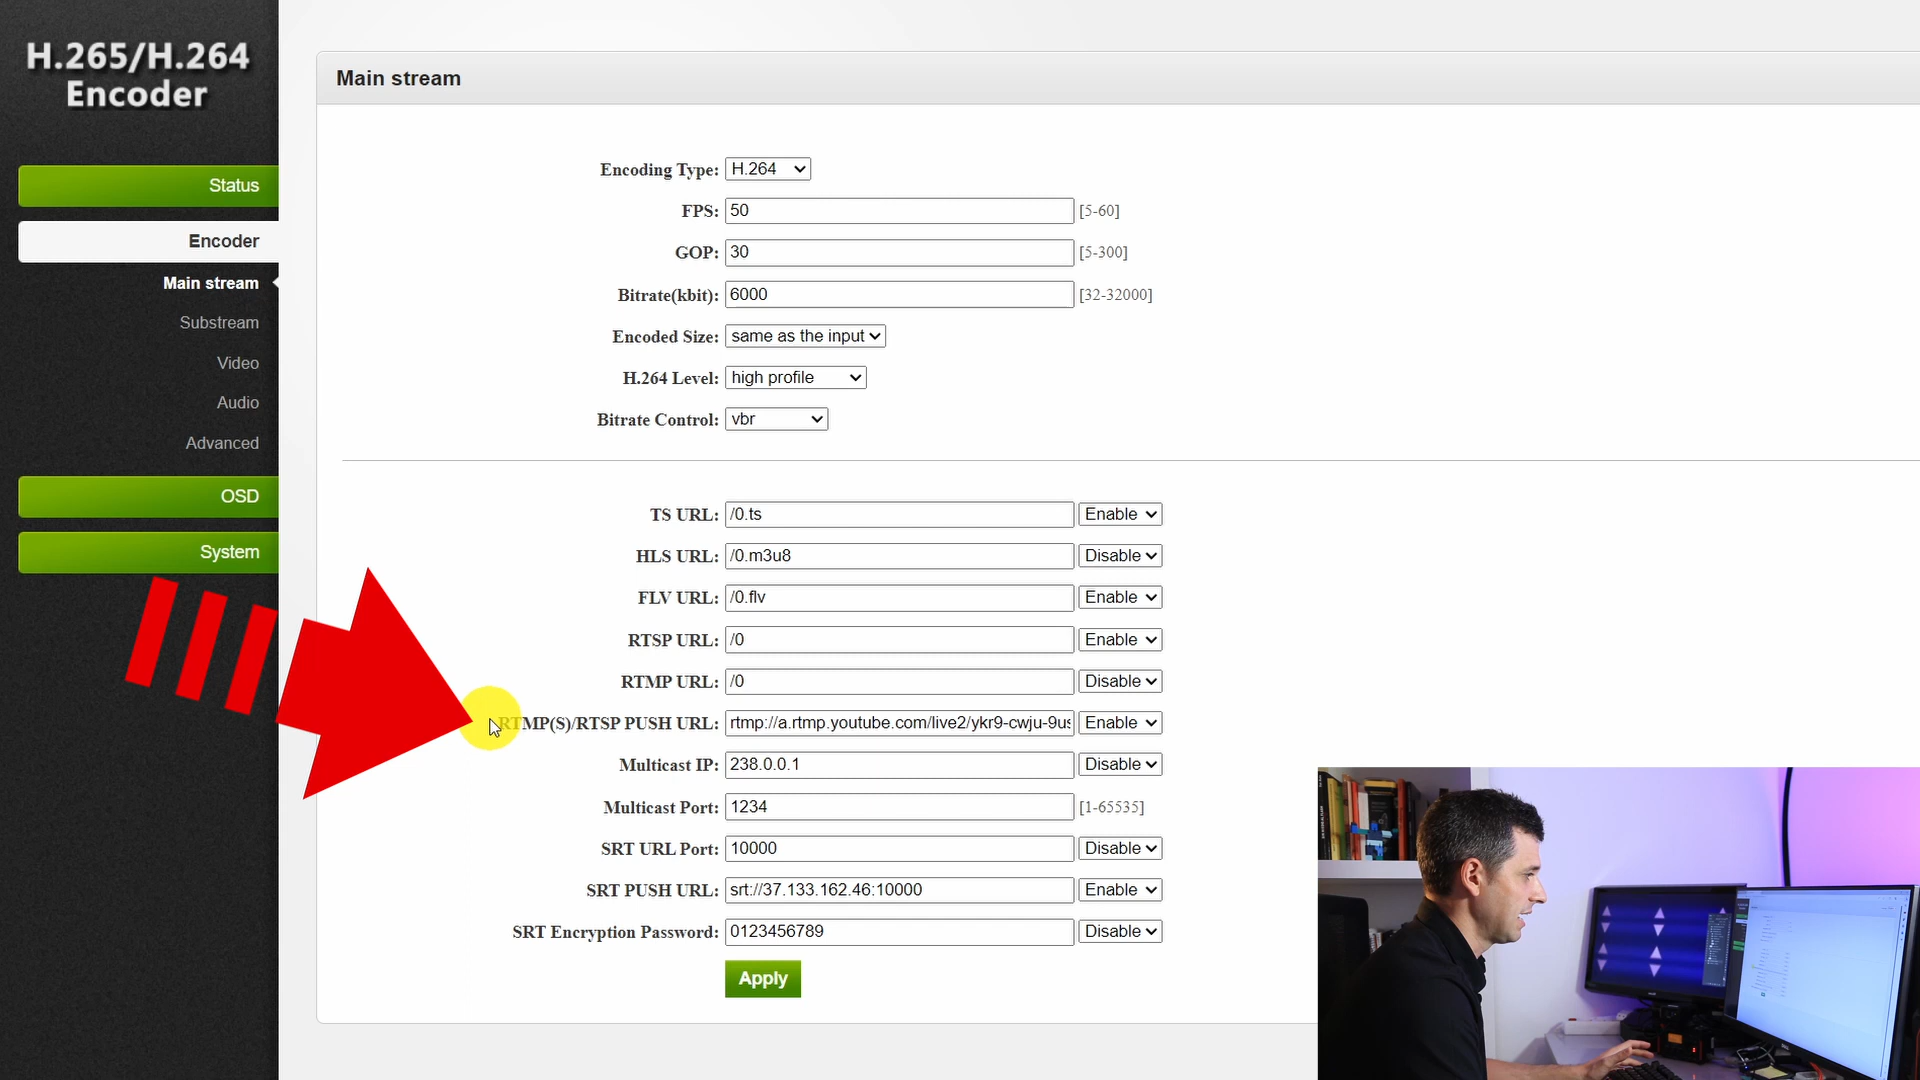 H.265/H.264
Encoder
Status
Encoder
Main stream
Substream
Video
Audio
Advanced
OSD
System
Main stream
Encoding Type: H.264
FPS: 50 [5-60]
GOP: 30 [5-300]
Bitrate(kbit): 6000 [32-32000]
Encoded Size: same as the input
H.264 Level: high profile
Bitrate Control: vbr
TS URL: /0.ts Enable
HLS URL: /0.m3u8 Disable
FLV URL: /0.flv Enable
RTSP URL: /0 Enable
RTMP URL: /0 Disable
RTMP(S)/RTSP PUSH URL: rtmp://a.rtmp.youtube.com/live2/ykr9-cwju-9us Enable
Multicast IP: 238.0.0.1 Disable
Multicast Port: 1234 [1-65535]
SRT URL Port: 10000 Disable
SRT PUSH URL: srt://37.133.162.46:10000 Enable
SRT Encryption Password: 0123456789 Disable
Apply